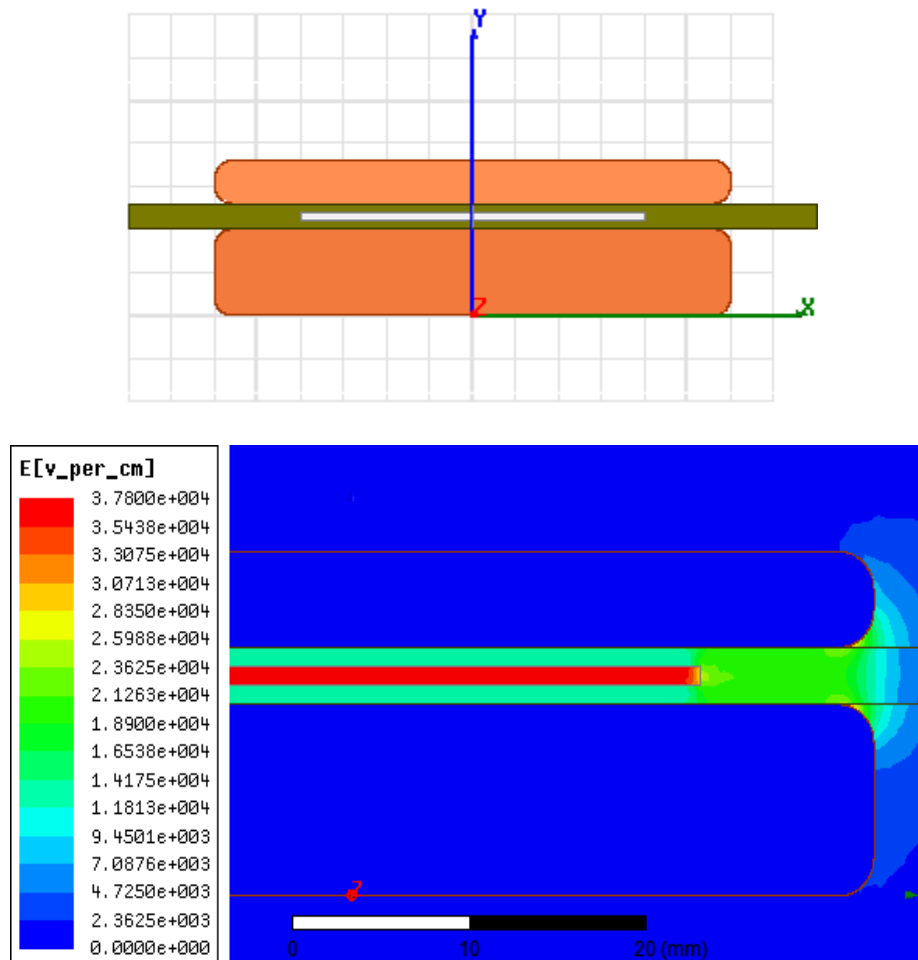 Y
Z
X
E[v_per_cm]
3.7800e+004
3.5438e+004
3.3075e+004
3.0713e+004
2.8350e+004
2.5988e+004
2.3625e+004
2.1263e+004
1.8900e+004
1.6538e+004
1.4175e+004
1.1813e+004
9.4501e+003
7.0876e+003
4.7250e+003
2.3625e+003
0.0000e+000
Z
0 10 20 (mm)